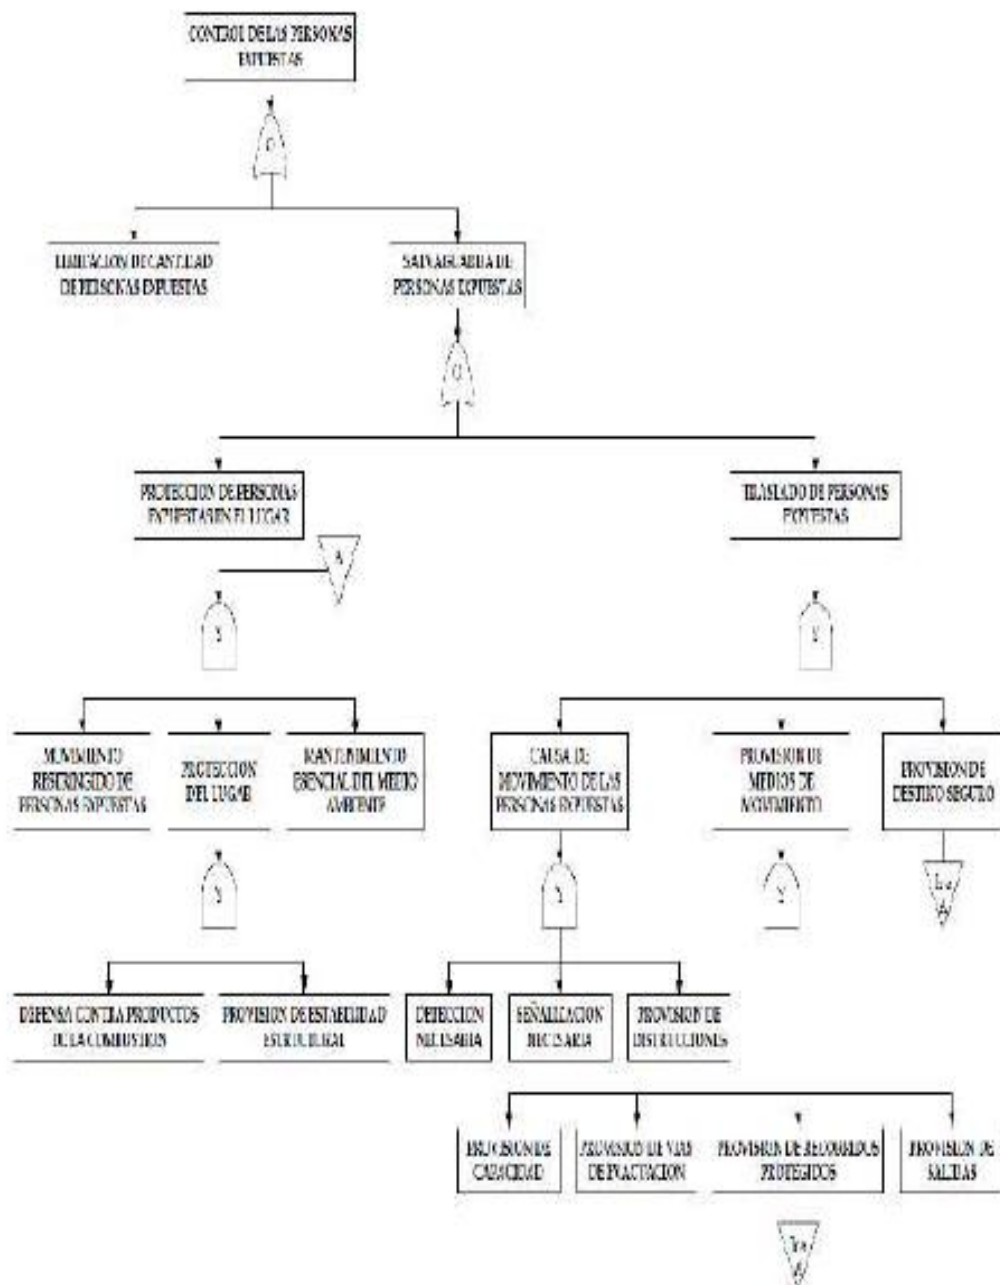 CONTROL DE LAS PERSONAS
EXPUESTAS
O
LIMITACION DE CANTIDAD
DE PERSONAS EXPUESTAS
SALVAGUARDA DE
PERSONAS EXPUESTAS
O
PROTECCION DE PERSONAS
EXPUESTAS EN EL LUGAR
TRASLADO DE PERSONAS
EXPUESTAS
A
Y
Y
MOVIMIENTO
RESTRINGIDO DE
PERSONAS EXPUESTAS
PROTECCION
DEL LUGAR
MANTENIMIENTO
ESENCIAL DEL MEDIO
AMBIENTE
CAUSA DE
MOVIMIENTO DE LAS
PERSONAS EXPUESTAS
PROVISION DE
MEDIOS DE
MOVIMIENTO
PROVISION DE
DESTINO SEGURO
Y
Y
Y
A
DEFENSA CONTRA PRODUCTOS
DE LA COMBUSTION
PROVISION DE ESTABILIDAD
ESTRUCTURAL
DETECCION
NECESARIA
SEÑALIZACION
NECESARIA
PROVISION DE
INSTRUCCIONES
PROVISION DE
CAPACIDAD
PROVISION DE VIAS
DE EVACUACION
PROVISION DE RECORRIDOS
PROTEGIDOS
PROVISION DE
SALIDAS